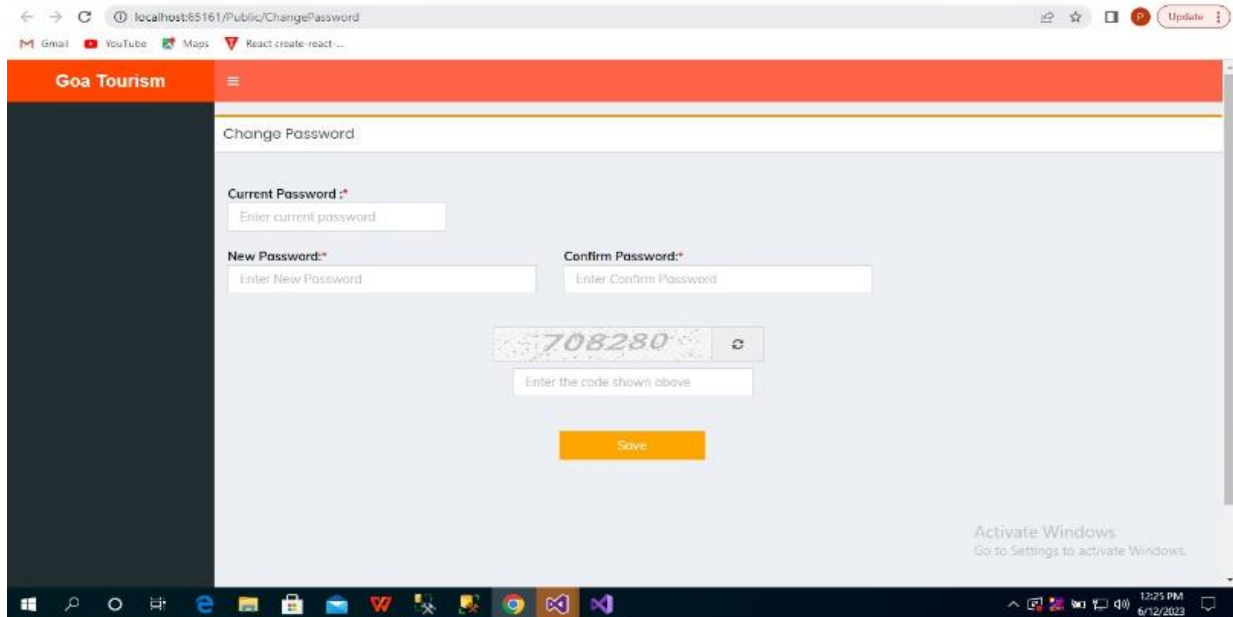 localhost:65161/Public/ChangePassword
Update
Gmail YouTube Maps React create-react-...
Goa Tourism
Change Password
Current Password :*
Enter current password
New Password:* Confirm Password:*
Enter New Password Enter Confirm Password
708280
Enter the code shown above
Save
Activate Windows
Go to Settings to activate Windows.
12:25 PM
6/12/2023